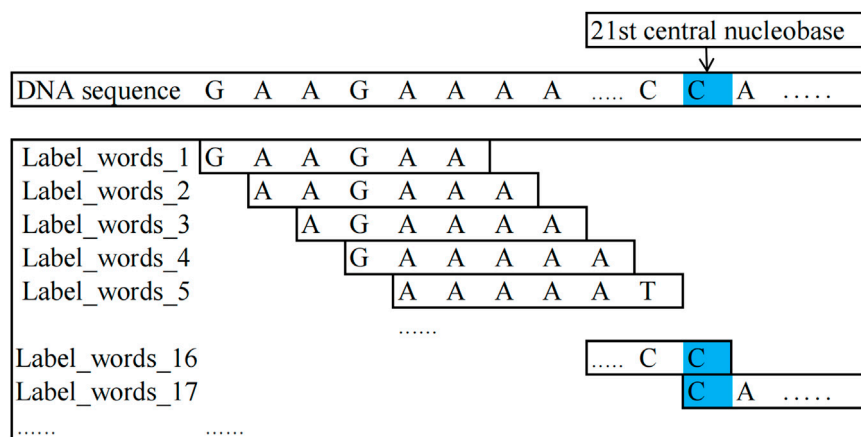 21st central nucleobase
DNA sequence G A A G A A A A ..... C C A .....
Label_words_1 G A A G A A
Label_words_2 A A G A A A
Label_words_3 A G A A A A
Label_words_4 G A A A A A
Label_words_5 A A A A A T
......
Label_words_16 ..... C C
Label_words_17 C A .....
...... ......